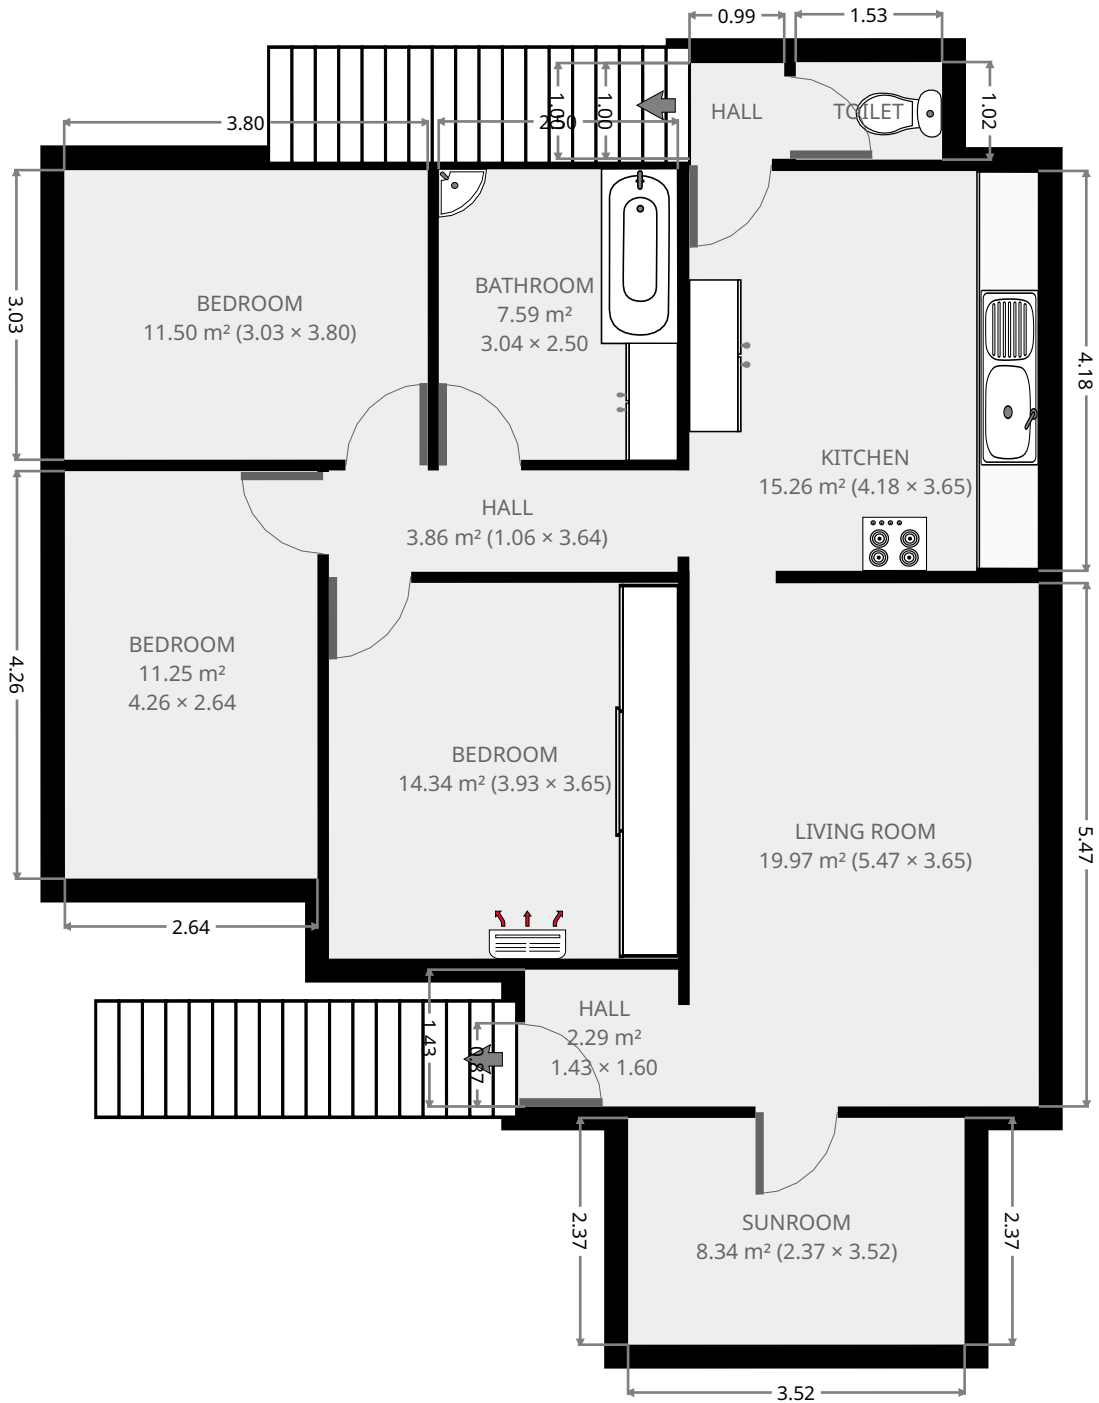 0.99
1.53
1.00
1.00
HALL
TOILET
1.02
3.80
2.50
3.03
BEDROOM
11.50 m² (3.03 × 3.80)
BATHROOM
7.59 m²
3.04 × 2.50
4.18
KITCHEN
15.26 m² (4.18 × 3.65)
HALL
3.86 m² (1.06 × 3.64)
4.26
BEDROOM
11.25 m²
4.26 × 2.64
BEDROOM
14.34 m² (3.93 × 3.65)
LIVING ROOM
19.97 m² (5.47 × 3.65)
5.47
2.64
HALL
2.29 m²
1.43 × 1.60
1.43
0.87
2.37
SUNROOM
8.34 m² (2.37 × 3.52)
2.37
3.52